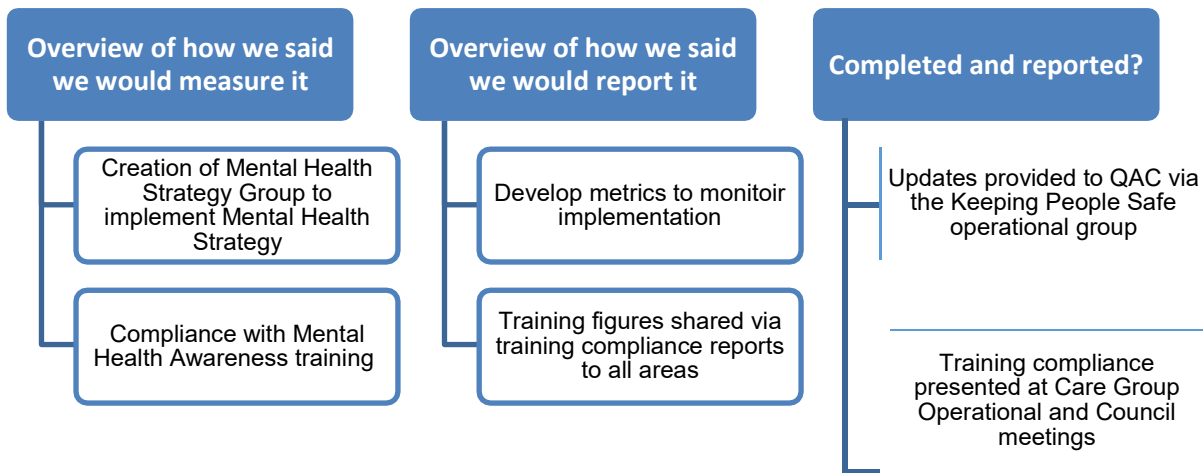 Overview of how we said
we would measure it
Creation of Mental Health
Strategy Group to
implement Mental Health
Strategy
Compliance with Mental
Health Awareness training
Overview of how we said
we would report it
Develop metrics to monitoir
implementation
Training figures shared via
training compliance reports
to all areas
Completed and reported?
Updates provided to QAC via
the Keeping People Safe
operational group
Training compliance
presented at Care Group
Operational and Council
meetings